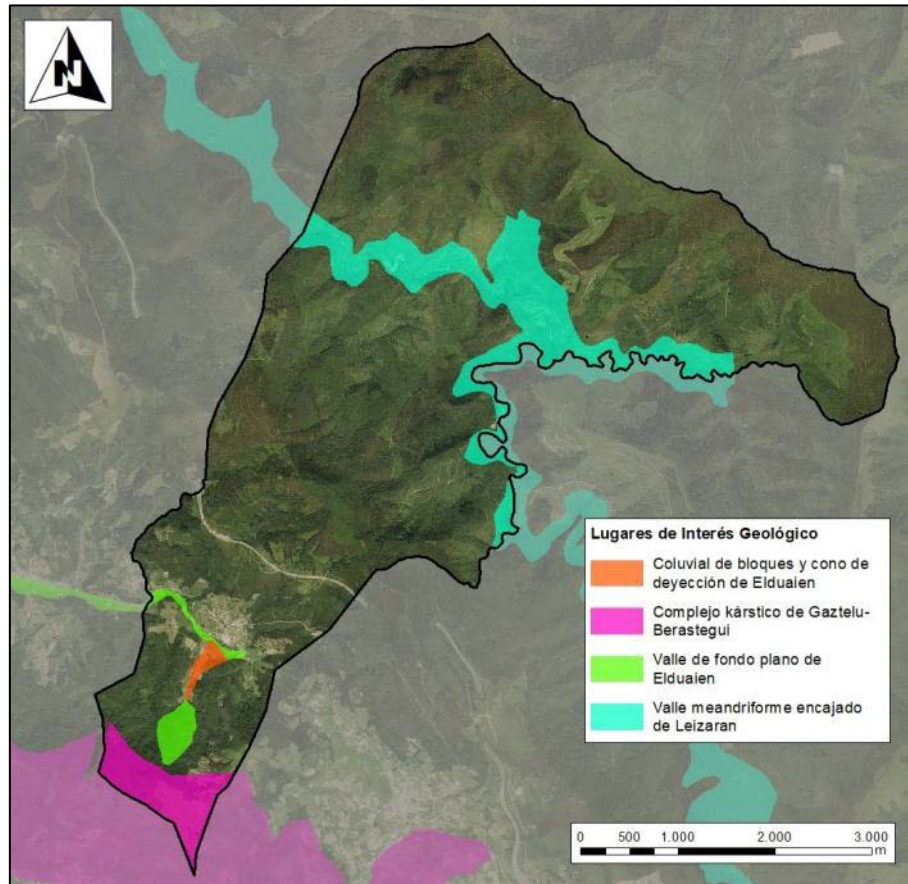 N
Lugares de Interés Geológico
Coluvial de bloques y cono de
deyección de Elduaien
Complejo kárstico de Gaztelu-
Berastegui
Valle de fondo plano de
Elduaien
Valle meandriforme encajado
de Leizaran
0 500 1.000 2.000 3.000
m